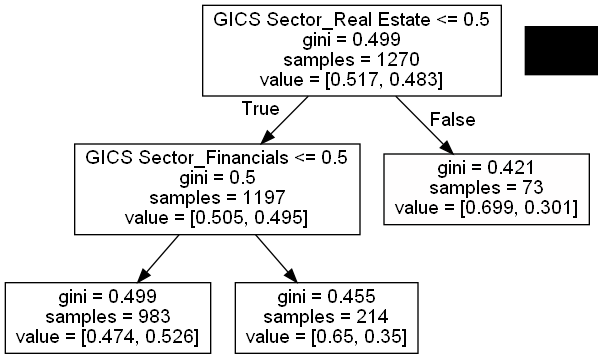 GICS Sector_Real Estate <= 0.5
gini = 0.499
samples = 1270
value = [0.517, 0.483]
True
False
GICS Sector_Financials <= 0.5
gini = 0.5
samples = 1197
value = [0.505, 0.495]
gini = 0.421
samples = 73
value = [0.699, 0.301]
gini = 0.499
samples = 983
value = [0.474, 0.526]
gini = 0.455
samples = 214
value = [0.65, 0.35]